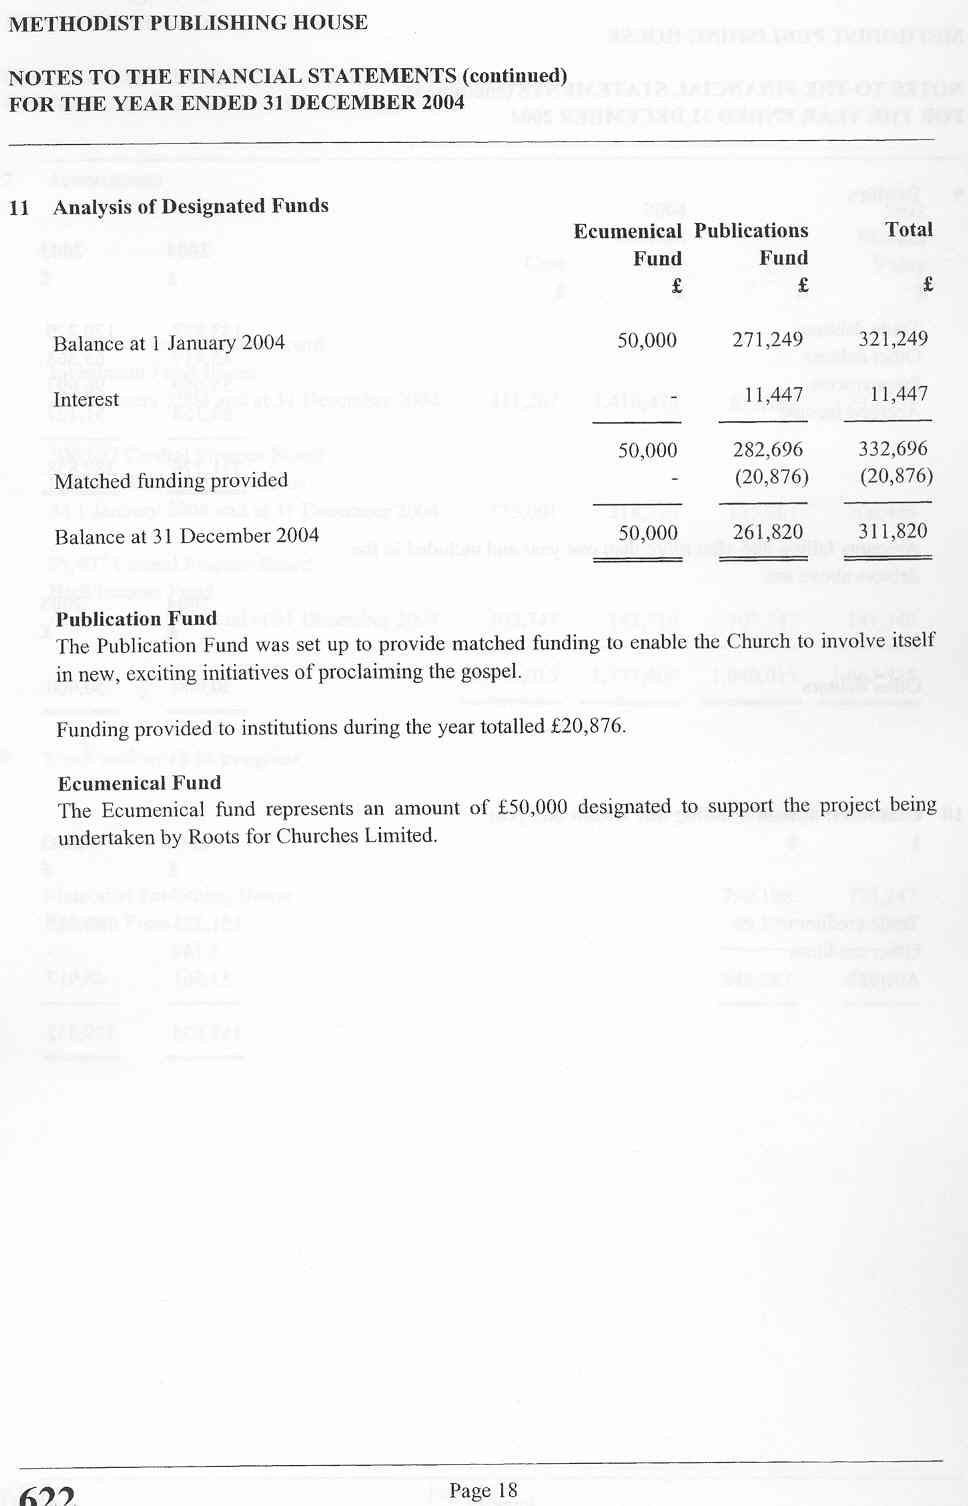 METHODIST PUBLISHING HOUSE
NOTES TO THE FINANCIAL STATEMENTS (continued)
FOR THE YEAR ENDED 31 DECEMBER 2004
11 Analysis of Designated Funds
Ecumenical Publications Total
Fund Fund
£ £ £
Balance at 1 January 2004 50,000 271,249 321,249
Interest - 11,447 11,447
50,000 282,696 332,696
Matched funding provided - (20,876) (20,876)
Balance at 31 December 2004 50,000 261,820 311,820
Publication Fund
The Publication Fund was set up to provide matched funding to enable the Church to involve itself
in new, exciting initiatives of proclaiming the gospel.
Funding provided to institutions during the year totalled £20,876.
Ecumenical Fund
The Ecumenical fund represents an amount of £50,000 designated to support the project being
undertaken by Roots for Churches Limited.
Page 18
622